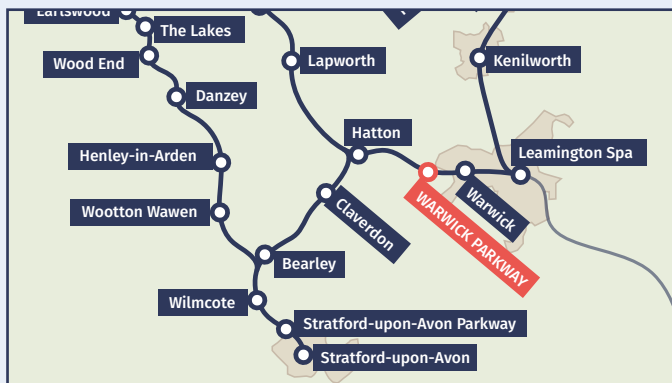 Earlswood
The Lakes
Wood End
Lapworth
Kenilworth
Danzey
Hatton
Henley-in-Arden
Leamington Spa
WARWICK PARKWAY
Warwick
Wootton Wawen
Claverdon
Bearley
Wilmcote
Stratford-upon-Avon Parkway
Stratford-upon-Avon